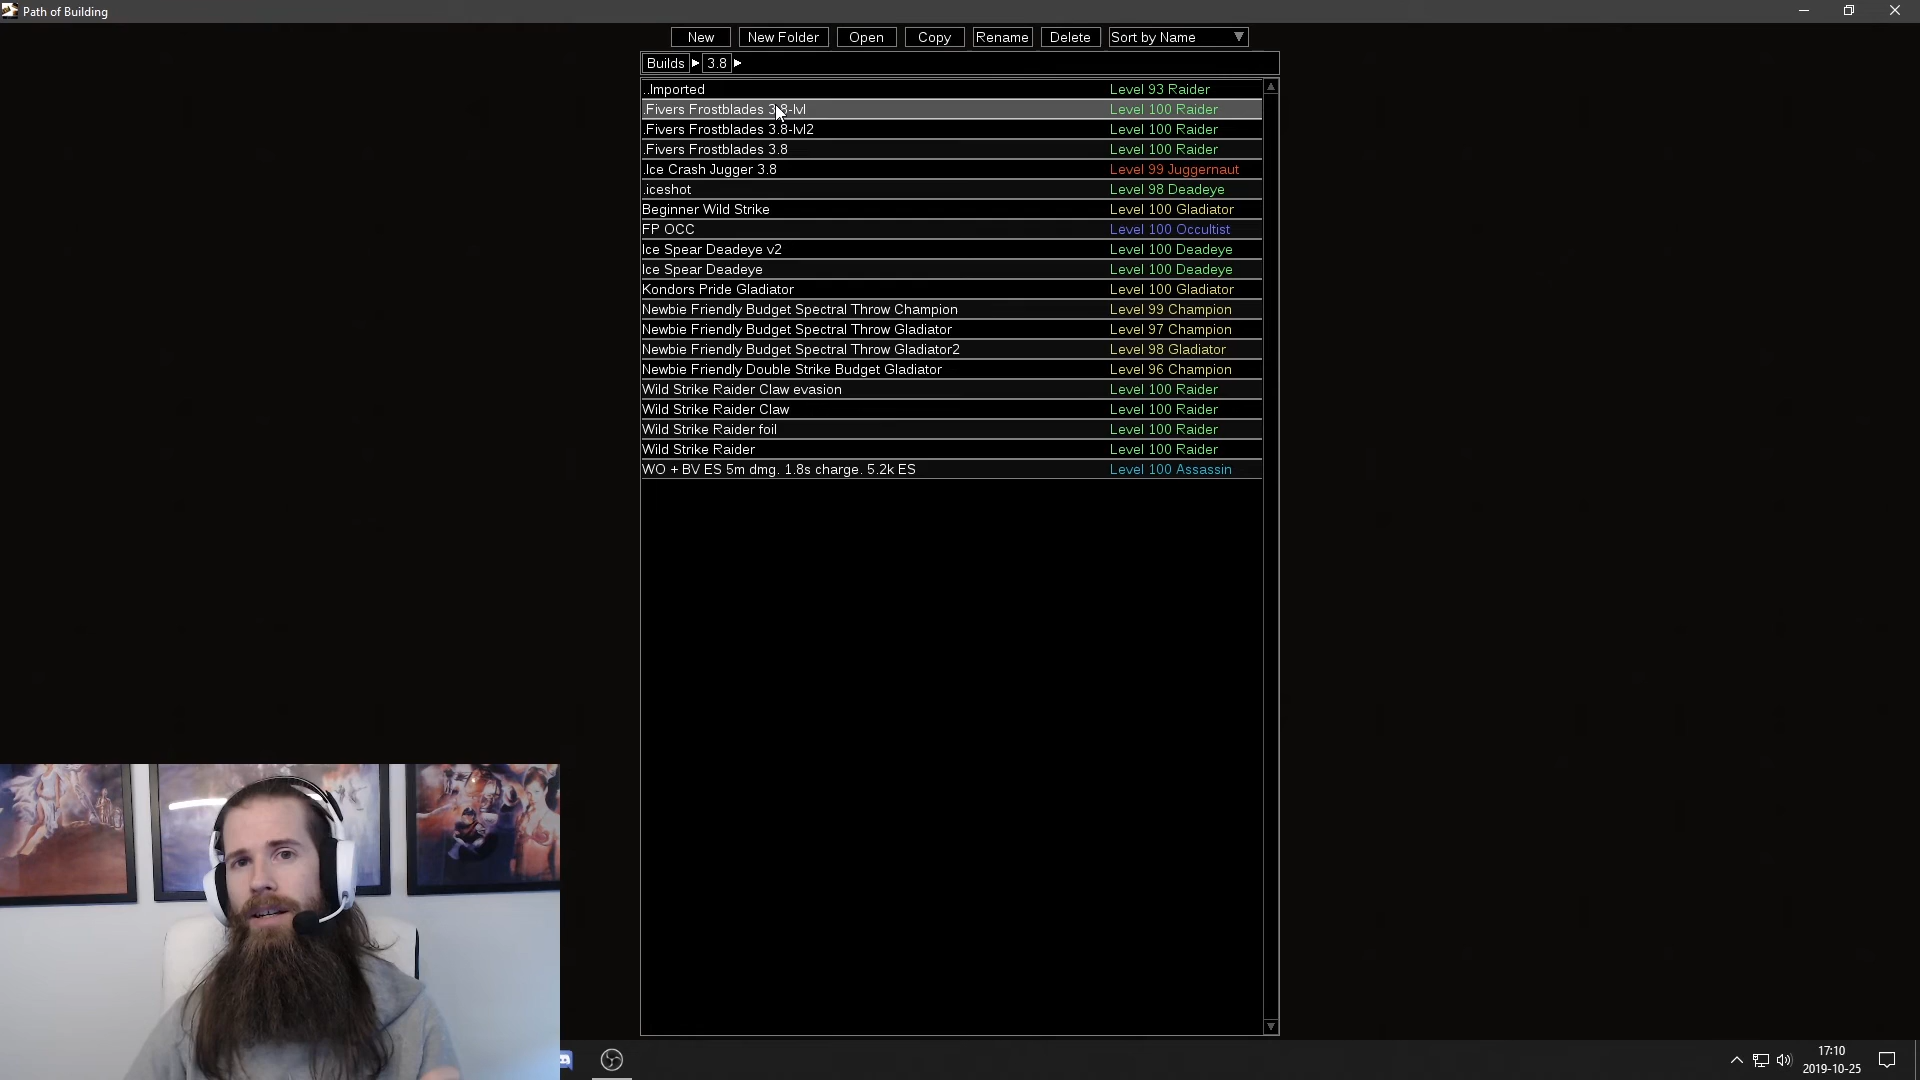 Path of Building
New New Folder Open Copy Rename Delete Sort by Name
Builds 3.8
..Imported Level 93 Raider
.Fivers Frostblades 3.8-lvl Level 100 Raider
.Fivers Frostblades 3.8-lvl2 Level 100 Raider
.Fivers Frostblades 3.8 Level 100 Raider
.Ice Crash Jugger 3.8 Level 99 Juggernaut
.iceshot Level 98 Deadeye
Beginner Wild Strike Level 100 Gladiator
FP OCC Level 100 Occultist
Ice Spear Deadeye v2 Level 100 Deadeye
Ice Spear Deadeye Level 100 Deadeye
Kondors Pride Gladiator Level 100 Gladiator
Newbie Friendly Budget Spectral Throw Champion Level 99 Champion
Newbie Friendly Budget Spectral Throw Gladiator Level 97 Champion
Newbie Friendly Budget Spectral Throw Gladiator2 Level 98 Gladiator
Newbie Friendly Double Strike Budget Gladiator Level 96 Champion
Wild Strike Raider Claw evasion Level 100 Raider
Wild Strike Raider Claw Level 100 Raider
Wild Strike Raider foil Level 100 Raider
Wild Strike Raider Level 100 Raider
WO + BV ES 5m dmg. 1.8s charge. 5.2k ES Level 100 Assassin
17:10
2019-10-25